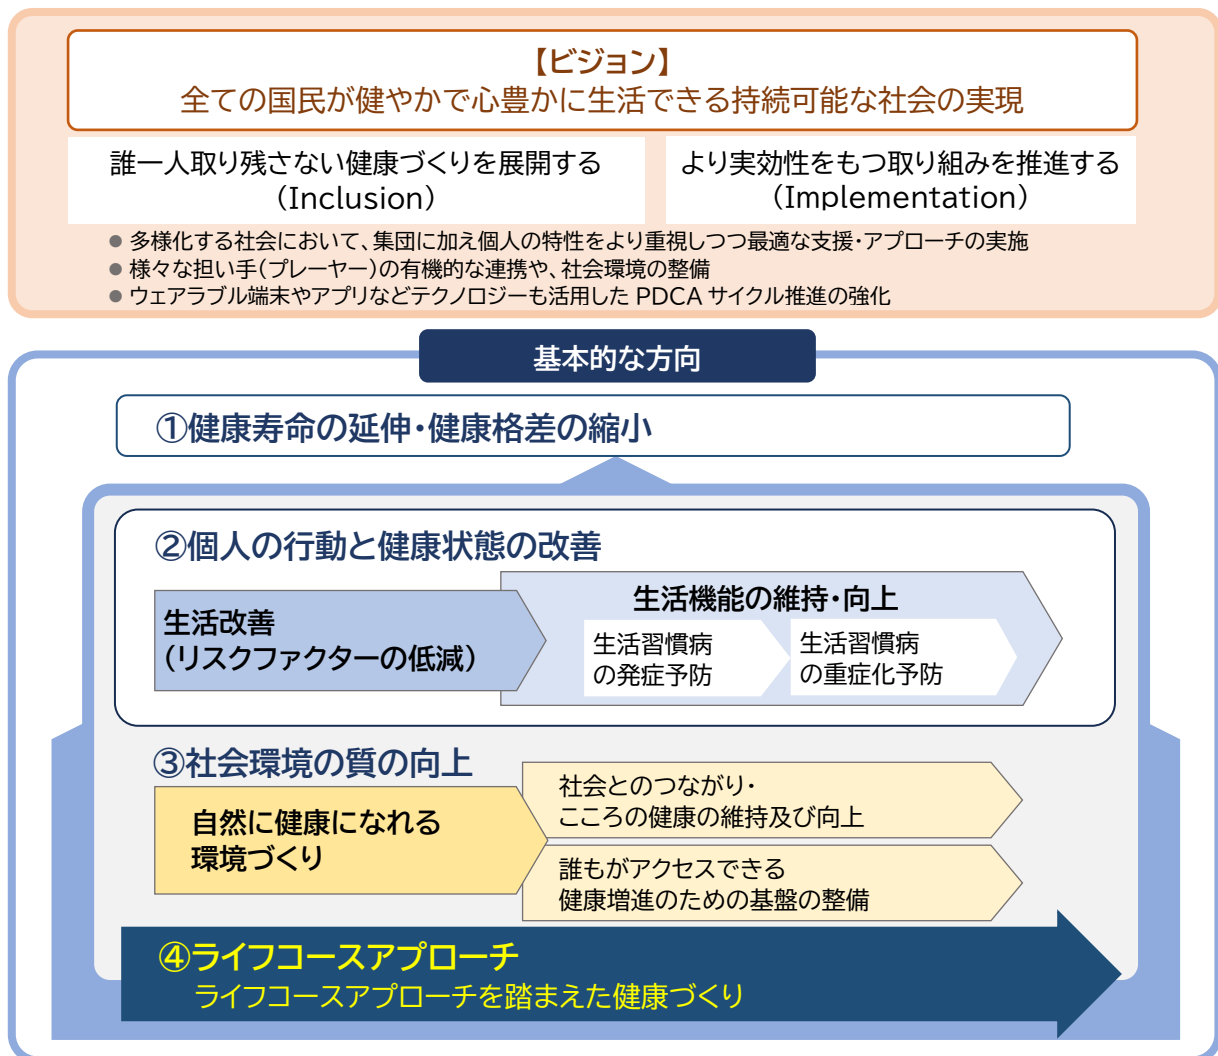 【ビジョン】
全ての国民が健やかで心豊かに生活できる持続可能な社会の実現
誰一人取り残さない健康づくりを展開する
（Inclusion）
より実効性をもつ取り組みを推進する
（Implementation）
● 多様化する社会において、集団に加え個人の特性をより重視しつつ最適な支援・アプローチの実施
● 様々な担い手（プレーヤー）の有機的な連携や、社会環境の整備
● ウェアラブル端末やアプリなどテクノロジーも活用した PDCA サイクル推進の強化
基本的な方向
①健康寿命の延伸・健康格差の縮小
②個人の行動と健康状態の改善
生活改善
（リスクファクターの低減）
生活機能の維持・向上
生活習慣病
の発症予防
生活習慣病
の重症化予防
③社会環境の質の向上
自然に健康になれる
環境づくり
社会とのつながり・
こころの健康の維持及び向上
誰もがアクセスできる
健康増進のための基盤の整備
④ライフコースアプローチ
ライフコースアプローチを踏まえた健康づくり